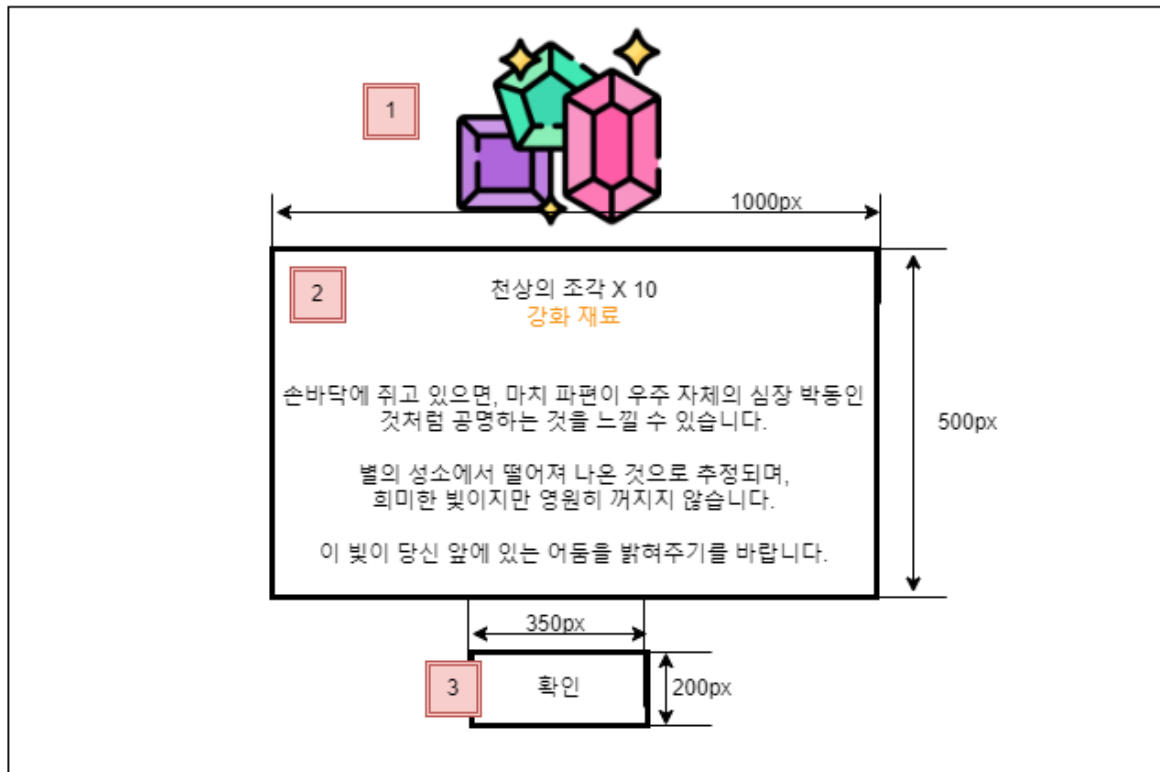 1
1000px
2
천상의 조각 X 10
강화 재료
손바닥에 쥐고 있으면, 마치 파편이 우주 자체의 심장 박동인
것처럼 공명하는 것을 느낄 수 있습니다.
별의 성소에서 떨어져 나온 것으로 추정되며,
희미한 빛이지만 영원히 꺼지지 않습니다.
이 빛이 당신 앞에 있는 어둠을 밝혀주기를 바랍니다.
500px
350px
3
확인
200px